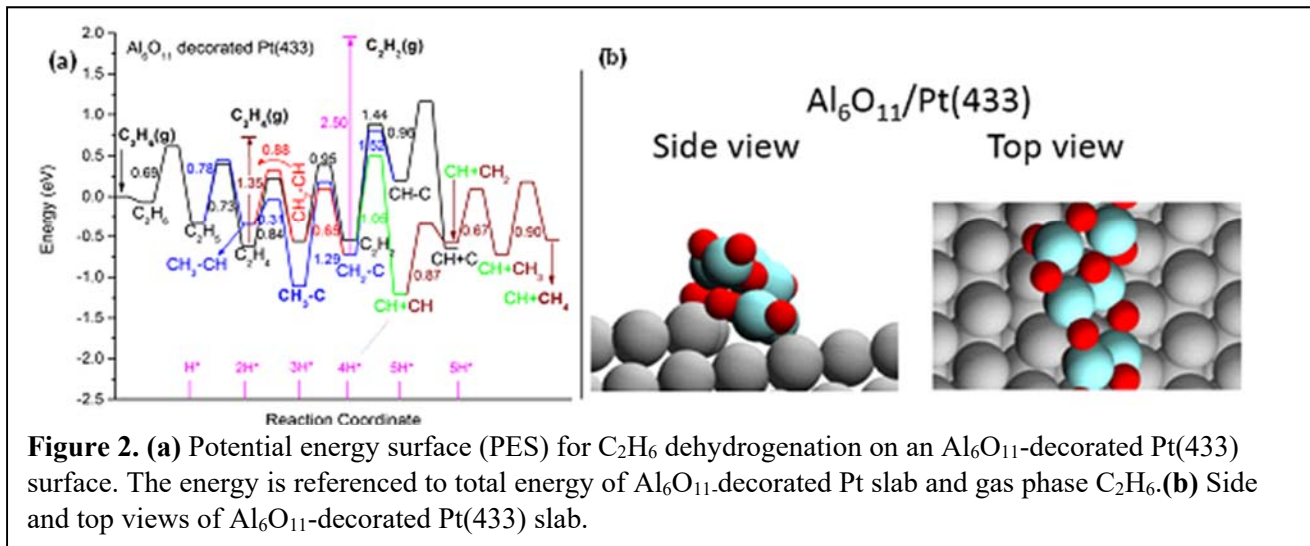 (a)
Al₆O₁₁ decorated Pt(433)
Energy (eV)
2.0
1.5
1.0
0.5
0.0
-0.5
-1.0
-1.5
-2.0
-2.5
C₂H₆(g)
C₂H₄(g)
C₂H₂(g)
0.69
C₂H₆
0.78
C₂H₅
0.73
1.35
0.88
CH₃-CH
0.31
0.84
C₂H₄
CH₂-CH
0.95
0.65
CH₃-C
1.29
2.50
C₂H₂
CH₂-C
1.44
1.52
1.06
0.96
CH-C
CH+CH
0.87
CH+CH₂
CH+C
0.67
CH+CH₃
0.90
CH+CH₄
H* 2H* 3H* 4H* 5H* 5H*
Reaction Coordinate
(b)
Al₆O₁₁/Pt(433)
Side view Top view
Figure 2. (a) Potential energy surface (PES) for C₂H₆ dehydrogenation on an Al₆O₁₁-decorated Pt(433)
surface. The energy is referenced to total energy of Al₆O₁₁-decorated Pt slab and gas phase C₂H₆.(b) Side
and top views of Al₆O₁₁-decorated Pt(433) slab.